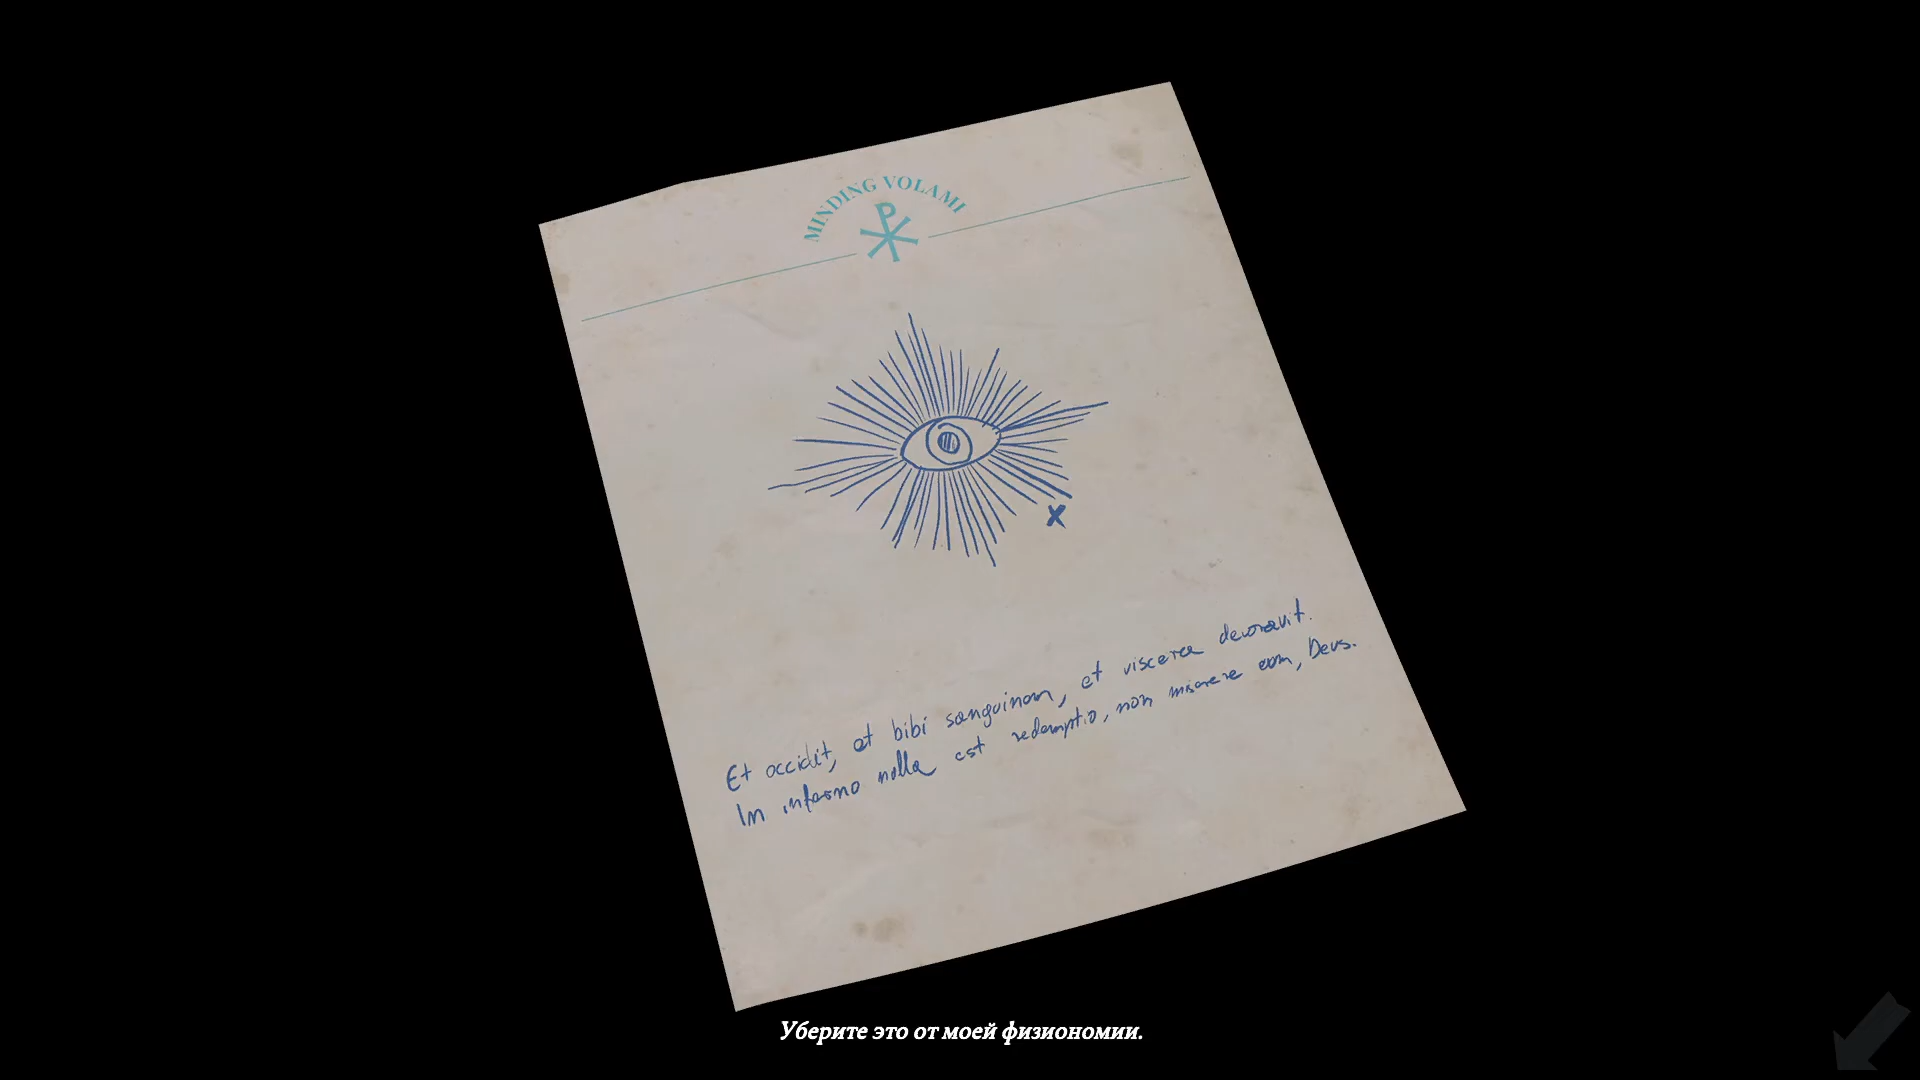 MINDING VOLAMI
X
Et occidit, et bibi sanguinem, et viscera devoravit.
In inferno nulla est redemptio, non miserere eam, Deus.
Уберите это от моей физиономии.